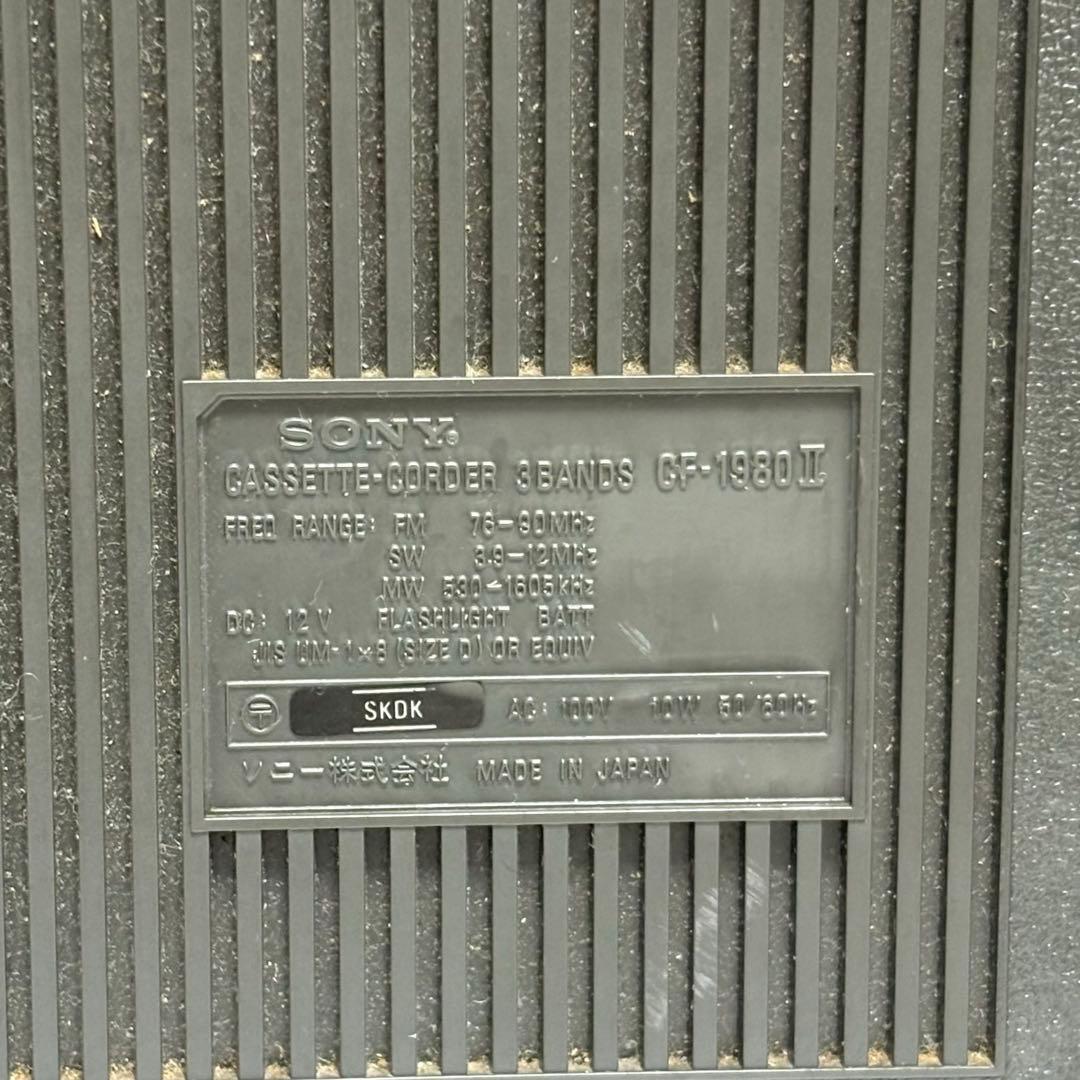 SONY®
CASSETTE-CORDER 3BANDS CF-1980II
FREQ RANGE: FM 76-90MHz
SW 3.9-12MHz
MW 530-1605kHz
DC: 12V FLASHLIGHT BATT
JIS UM-1×8 (SIZE D) OR EQUIV
〒 SKDK AC: 100V 10W 50/60Hz
ソニー株式会社 MADE IN JAPAN